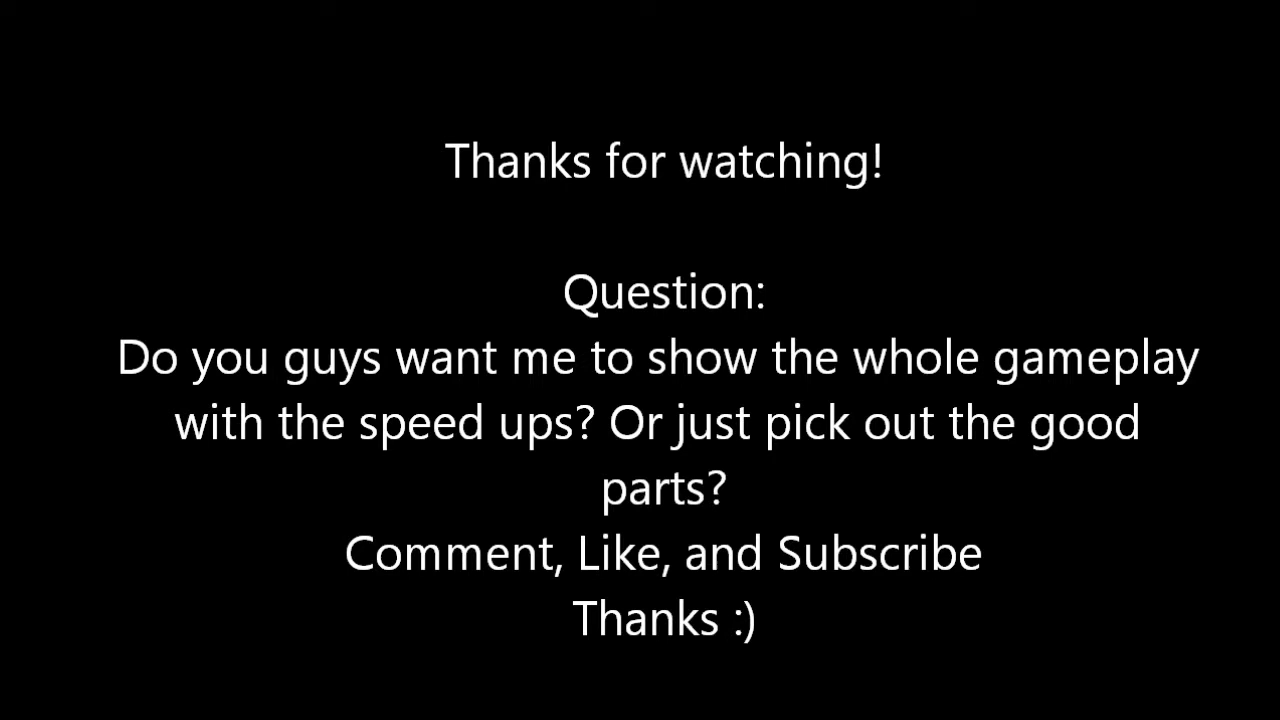 Thanks for watching!
Question:
Do you guys want me to show the whole gameplay
with the speed ups? Or just pick out the good
parts?
Comment, Like, and Subscribe
Thanks :)